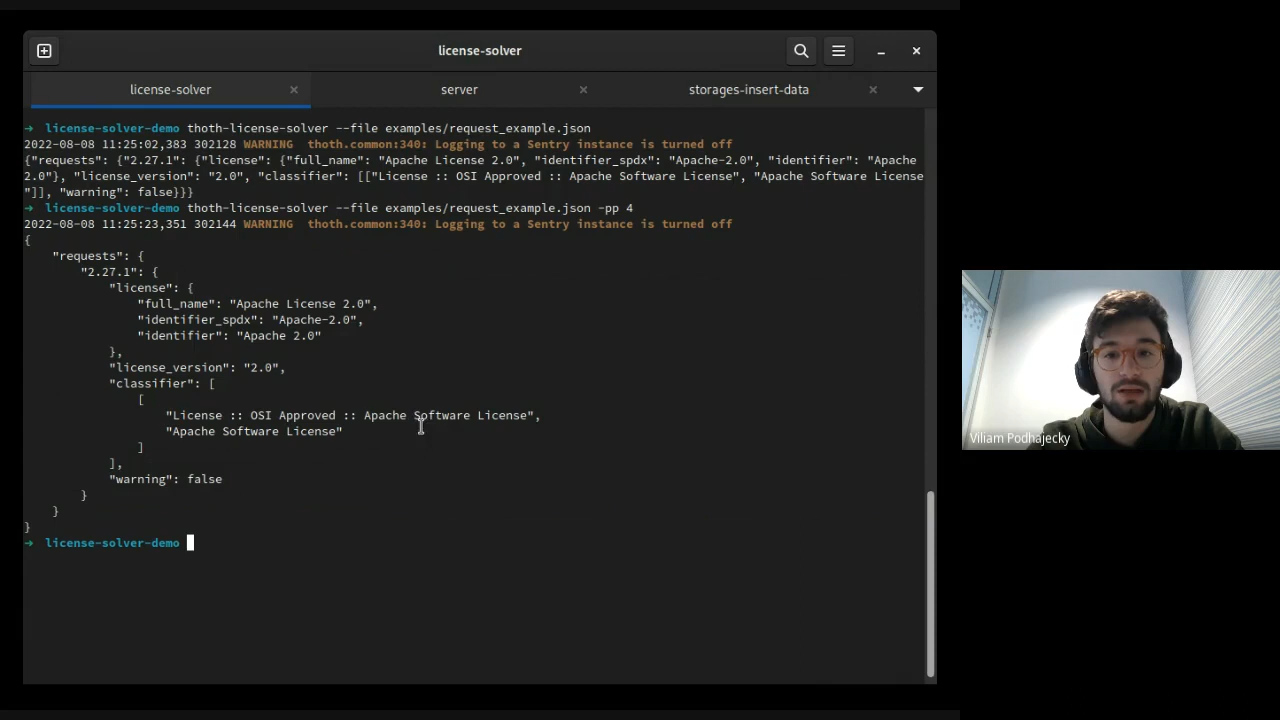 license-solver
license-solver
server
storages-insert-data
→ license-solver-demo thoth-license-solver --file examples/request_example.json
2022-08-08 11:25:02,383 302128 WARNING  thoth.common:340: Logging to a Sentry instance is turned off
{"requests": {"2.27.1": {"license": {"full_name": "Apache License 2.0", "identifier_spdx": "Apache-2.0", "identifier": "Apache
2.0"}, "license_version": "2.0", "classifier": [["License :: OSI Approved :: Apache Software License", "Apache Software License
"]], "warning": false}}}
→ license-solver-demo thoth-license-solver --file examples/request_example.json -pp 4
2022-08-08 11:25:23,351 302144 WARNING  thoth.common:340: Logging to a Sentry instance is turned off
{
    "requests": {
        "2.27.1": {
            "license": {
                "full_name": "Apache License 2.0",
                "identifier_spdx": "Apache-2.0",
                "identifier": "Apache 2.0"
            },
            "license_version": "2.0",
            "classifier": [
                [
                    "License :: OSI Approved :: Apache Software License",
                    "Apache Software License"
                ]
            ],
            "warning": false
        }
    }
}
→ license-solver-demo
Viliam Podhajecky